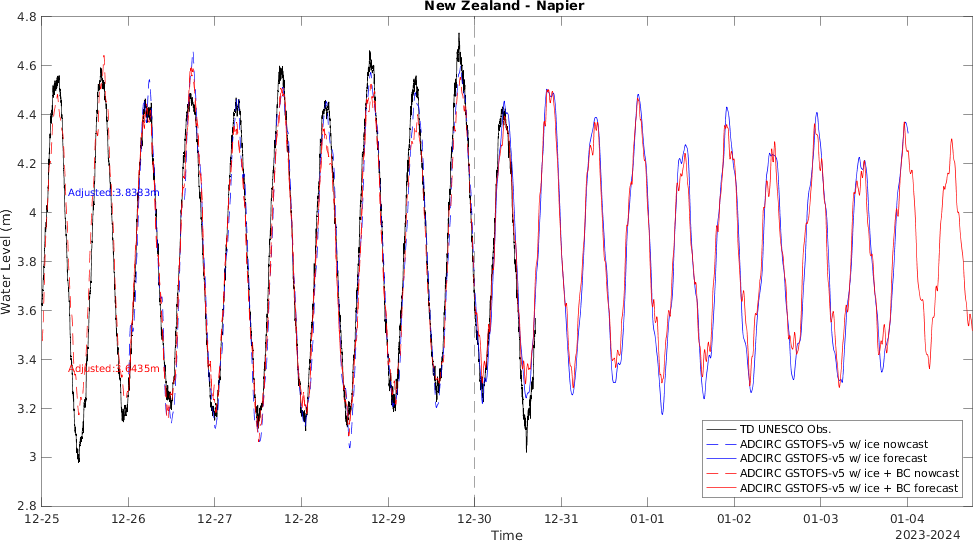 New Zealand - Napier
4.8
4.6
4.4
4.2
4
3.8
3.6
3.4
3.2
3
2.8
Water Level (m)
Adjusted:3.8333m
Adjusted:3.6435m
TD UNESCO Obs.
ADCIRC GSTOFS-v5 w/ ice nowcast
ADCIRC GSTOFS-v5 w/ ice forecast
ADCIRC GSTOFS-v5 w/ ice + BC nowcast
ADCIRC GSTOFS-v5 w/ ice + BC forecast
12-25 12-26 12-27 12-28 12-29 12-30 12-31 01-01 01-02 01-03 01-04
Time
2023-2024